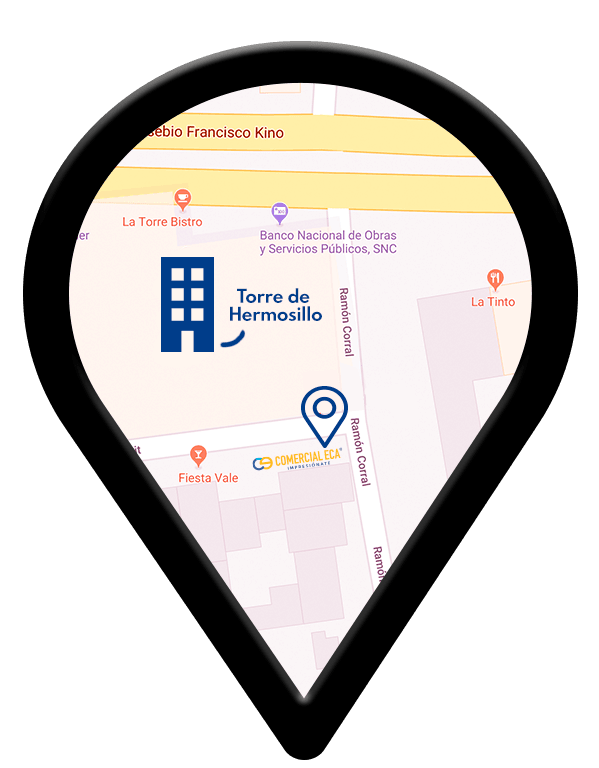 sebio Francisco Kino
La Torre Bistro
Banco Nacional de Obras
y Servicios Públicos, SNC
er
Torre de
Hermosillo
Ramón Corral
La Tinto
Ramón Corral
it
COMERCIAL ECA®
IMPRESIÓNATE
Fiesta Vale
Ramón